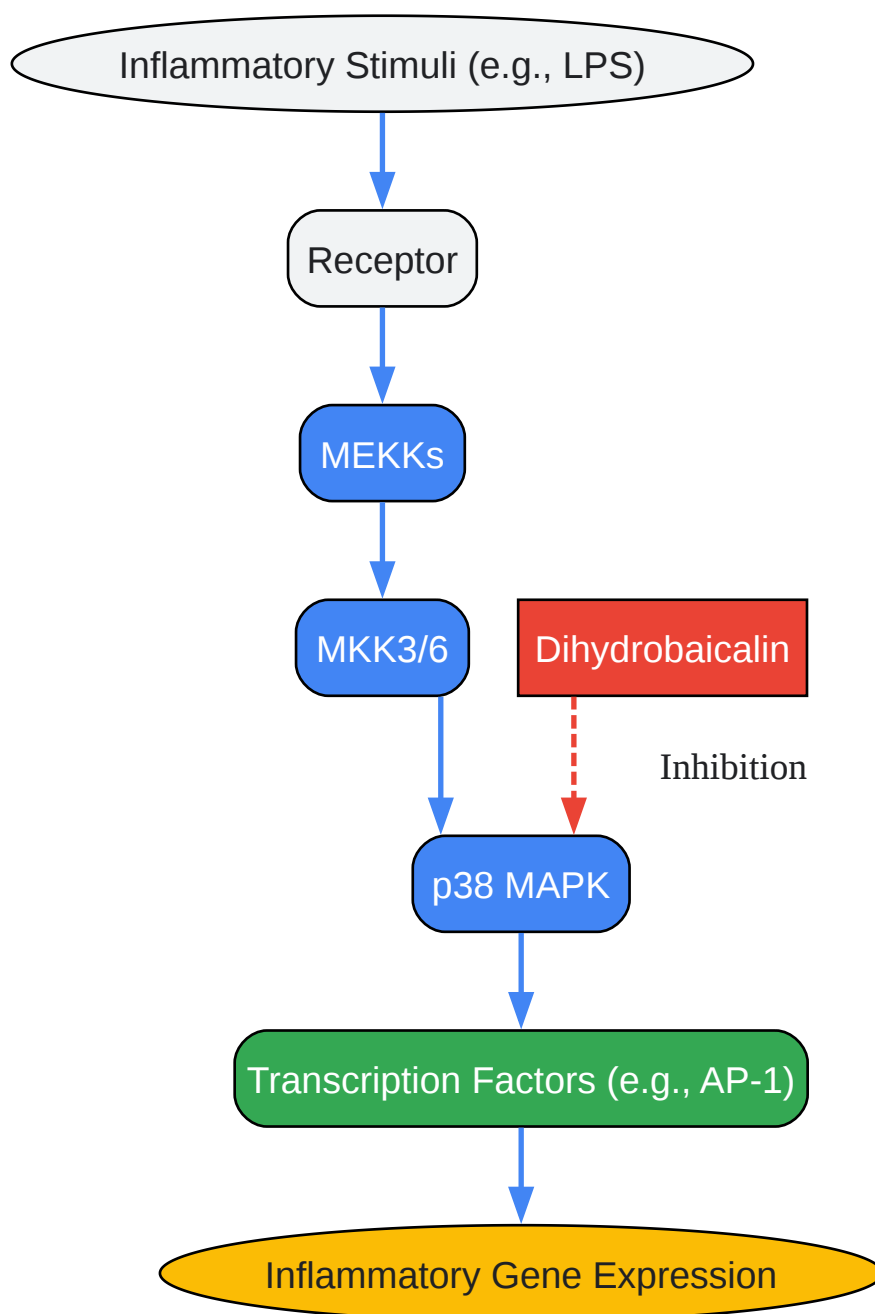 Inflammatory Stimuli (e.g., LPS)
Receptor
MEKKs
MKK3/6
Dihydrobaicalin
Inhibition
p38 MAPK
Transcription Factors (e.g., AP-1)
Inflammatory Gene Expression